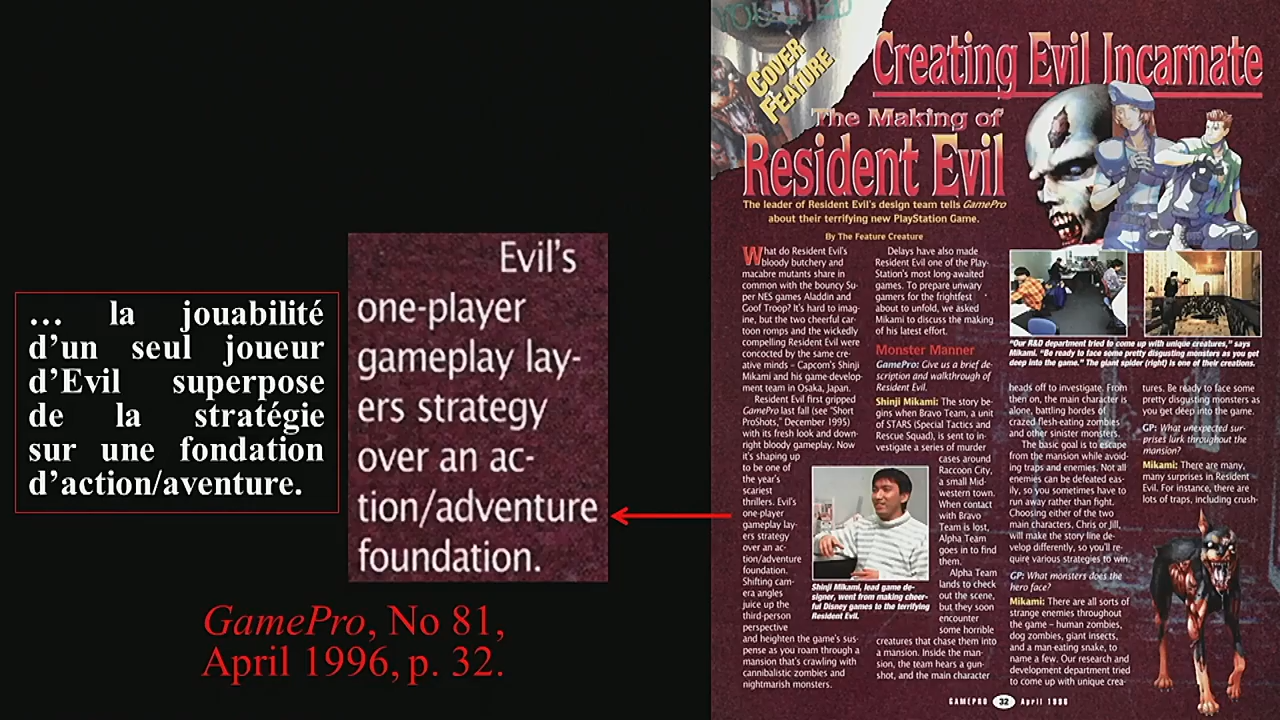 … la jouabilité
d’un seul joueur
d’Evil superpose
de la stratégie
sur une fondation
d’action/aventure.
Evil's
one-player
gameplay lay-
ers strategy
over an ac-
tion/adventure
foundation.
GamePro, No 81,
April 1996, p. 32.
COVER
FEATURE
Creating Evil Incarnate
The Making of
Resident Evil
The leader of Resident Evil's design team tells GamePro
about their terrifying new PlayStation Game.
By The Feature Creature
What do Resident Evil's
bloody butchery and
macabre mutants share in
common with the bouncy Su-
per NES games Aladdin and
Goof Troop? It's hard to imag-
ine, but the two cheerful car-
toon romps and the wickedly
compelling Resident Evil were
concocted by the same cre-
ative minds – Capcom's Shinji
Mikami and his game-develop-
ment team in Osaka, Japan.
Resident Evil first gripped
GamePro last fall (see "Short
ProShots," December 1995)
with its fresh look and down-
right bloody gameplay. Now
it's shaping up
to be one of
the year's
scariest
thrillers. Evil's
one-player
gameplay lay-
ers strategy
over an ac-
tion/adventure
foundation.
Shifting cam-
era angles
juice up the
third-person
perspective
and heighten the game's sus-
pense as you roam through a
mansion that's crawling with
cannibalistic zombies and
nightmarish monsters.
Delays have also made
Resident Evil one of the Play-
Station's most long-awaited
games. To prepare unwary
gamers for the frightfest
about to unfold, we asked
Mikami to discuss the making
of his latest effort.
Monster Manner
GamePro: Give us a brief de-
scription and walkthrough of
Resident Evil.
Shinji Mikami: The story be-
gins when Bravo Team, a unit
of STARS (Special Tactics and
Rescue Squad), is sent to in-
vestigate a series of murder
cases around
Raccoon City,
a small Mid-
western town.
When contact
with Bravo
Team is lost,
Alpha Team
goes in to find
them.
Alpha Team
lands to check
out the scene,
but they soon
encounter
some horrible
creatures that chase them into
a mansion. Inside the man-
sion, the team hears a gun-
shot, and the main character
Shinji Mikami, lead game de-
signer, went from making cheer-
ful Disney games to the terrifying
Resident Evil.
"Our R&D department tried to come up with unique creatures," says
Mikami. "Be ready to face some pretty disgusting monsters as you get
deep into the game." The giant spider (right) is one of their creations.
heads off to investigate. From
then on, the main character is
alone, battling hordes of
crazed flesh-eating zombies
and other sinister monsters.
The basic goal is to escape
from the mansion while avoid-
ing traps and enemies. Not all
enemies can be defeated eas-
ily, so you sometimes have to
run away rather than fight.
Choosing either of the two
main characters, Chris or Jill,
will make the story line de-
velop differently, so you'll re-
quire various strategies to win.
GP: What monsters does the
hero face?
Mikami: There are all sorts of
strange enemies throughout
the game – human zombies,
dog zombies, giant insects,
and a man-eating snake, to
name a few. Our research and
development department tried
to come up with unique crea-
tures. Be ready to face some
pretty disgusting monsters as
you get deep into the game.
GP: What unexpected sur-
prises lurk throughout the
mansion?
Mikami: There are many,
many surprises in Resident
Evil. For instance, there are
lots of traps, including crush-
GAMEPRO 32 April 1996